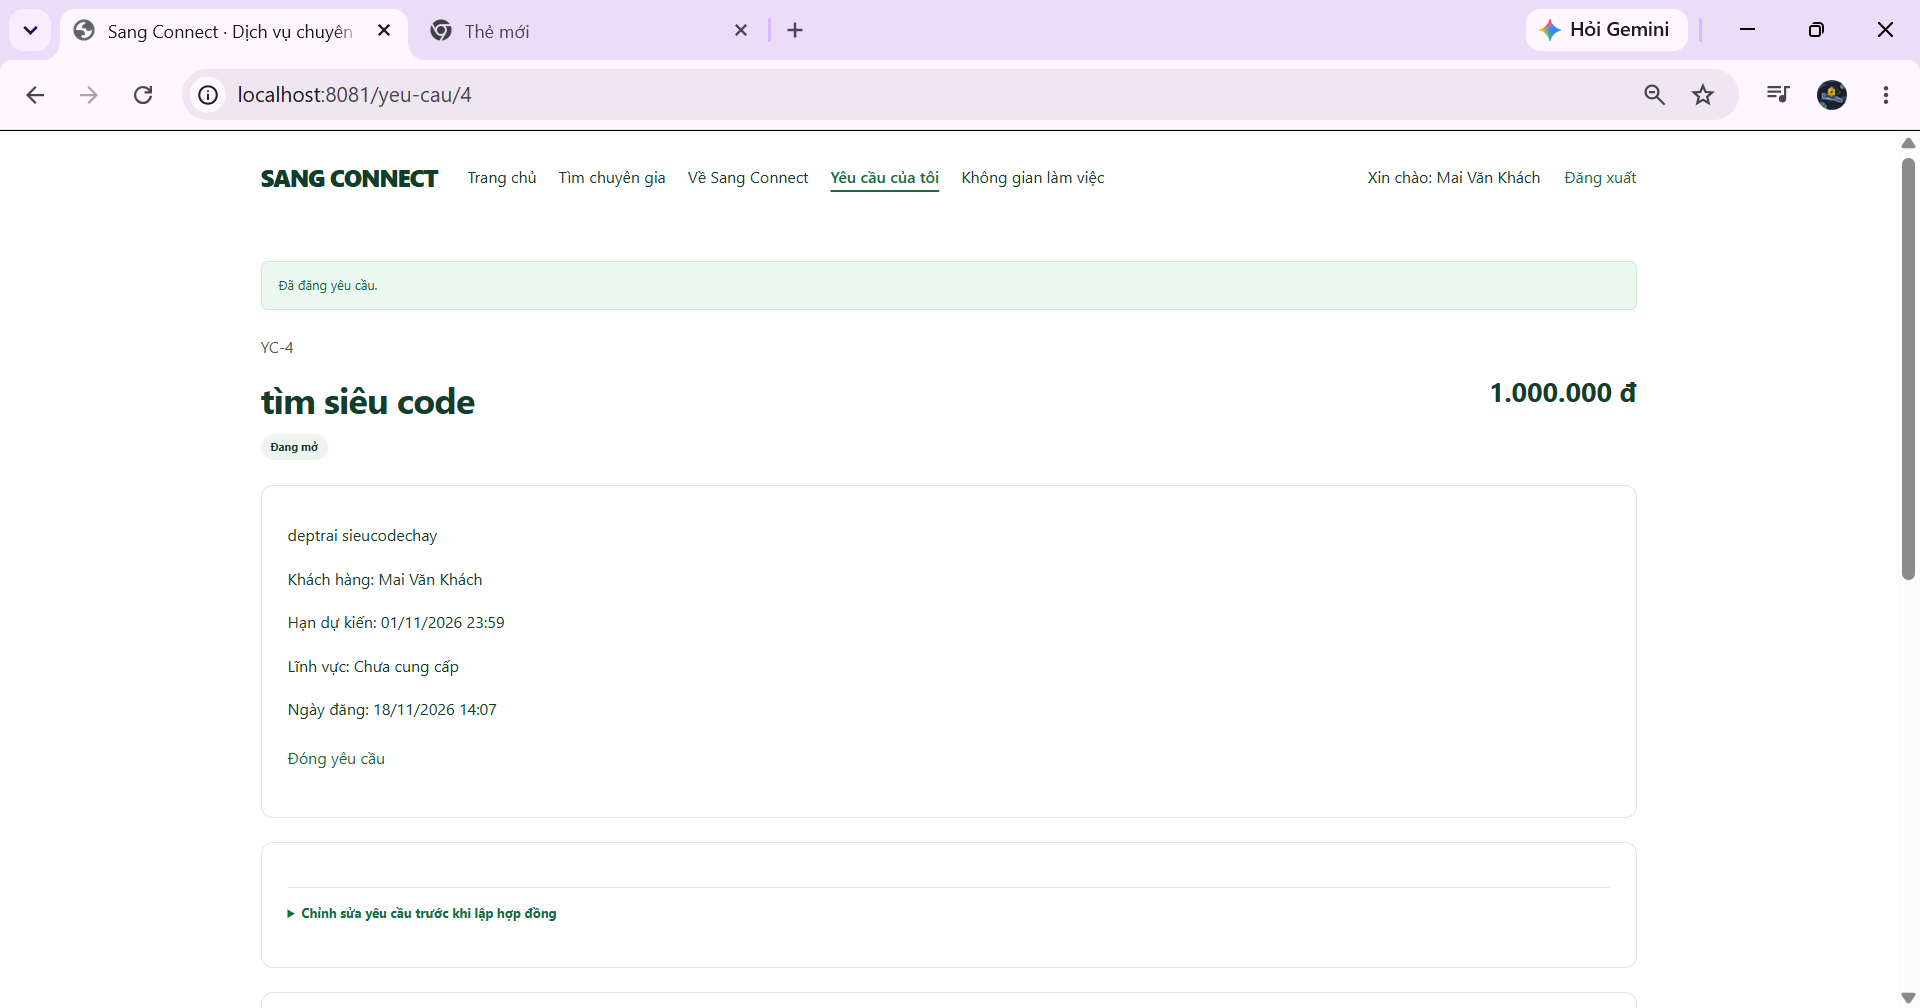 Sang Connect · Dịch vụ chuyên
Thẻ mới
Hỏi Gemini
localhost:8081/yeu-cau/4
SANG CONNECT
Trang chủ
Tìm chuyên gia
Về Sang Connect
Yêu cầu của tôi
Không gian làm việc
Xin chào: Mai Văn Khách
Đăng xuất
Đã đăng yêu cầu.
YC-4
tìm siêu code
1.000.000 đ
Đang mở
deptrai sieucodechay
Khách hàng: Mai Văn Khách
Hạn dự kiến: 01/11/2026 23:59
Lĩnh vực: Chưa cung cấp
Ngày đăng: 18/11/2026 14:07
Đóng yêu cầu
Chỉnh sửa yêu cầu trước khi lập hợp đồng